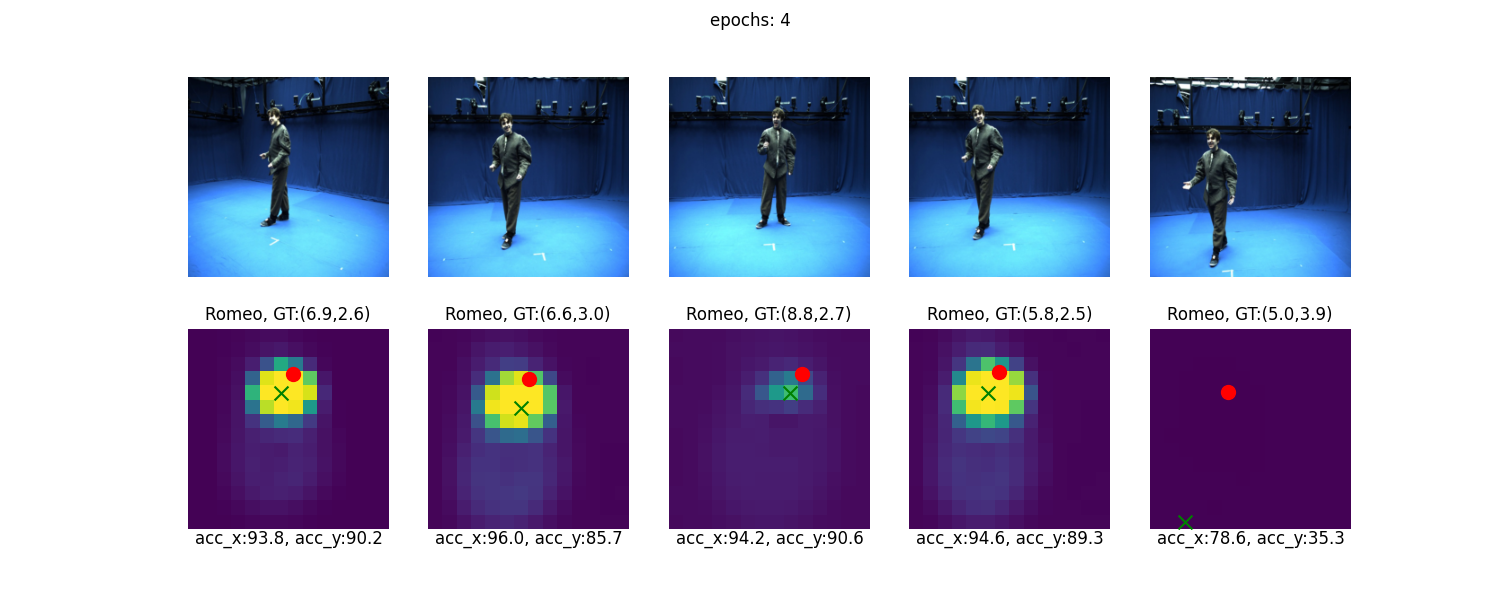 epochs: 4
Romeo, GT:(6.9,2.6)
Romeo, GT:(6.6,3.0)
Romeo, GT:(8.8,2.7)
Romeo, GT:(5.8,2.5)
Romeo, GT:(5.0,3.9)
acc_x:93.8, acc_y:90.2
acc_x:96.0, acc_y:85.7
acc_x:94.2, acc_y:90.6
acc_x:94.6, acc_y:89.3
acc_x:78.6, acc_y:35.3